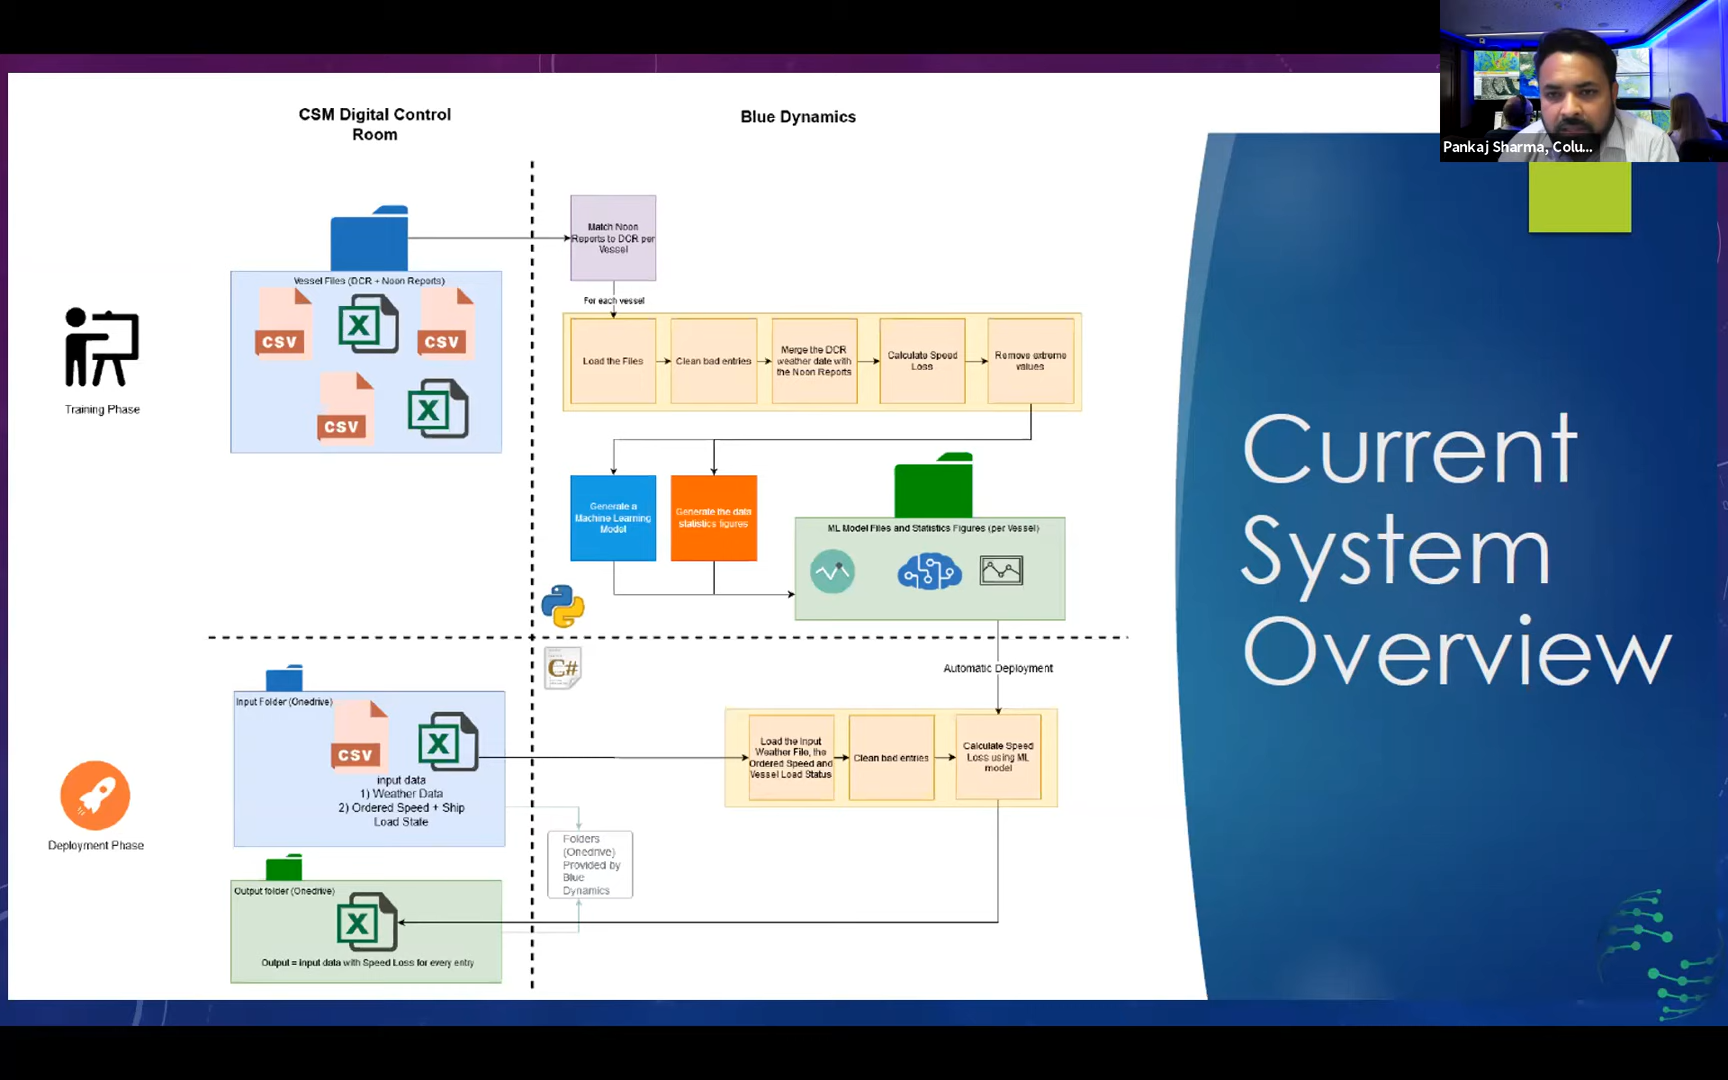 CSM Digital Control
Room
Blue Dynamics
Pankaj Sharma, Colu...
Match Noon
Reports to DCR per
Vessel
Vessel Files (DCR + Noon Reports)
CSV
X
CSV
CSV
X
Training Phase
For each vessel
Load the Files
Clean bad entries
Merge the DCR
weather date with
the Noon Reports
Calculate Speed
Loss
Remove extreme
values
Generate a
Machine Learning
Model
Generate the data
statistics figures
ML Model Files and Statistics Figures (per Vessel)
Current
System
Overview
C#
Automatic Deployment
Input Folder (Onedrive)
CSV
X
input data
1) Weather Data
2) Ordered Speed + Ship
Load State
Load the Input
Weather File, the
Ordered Speed and
Vessel Load Status
Clean bad entries
Calculate Speed
Loss using ML
model
Deployment Phase
Folders
(Onedrive)
Provided by
Blue
Dynamics
Output folder (Onedrive)
X
Output = input data with Speed Loss for every entry